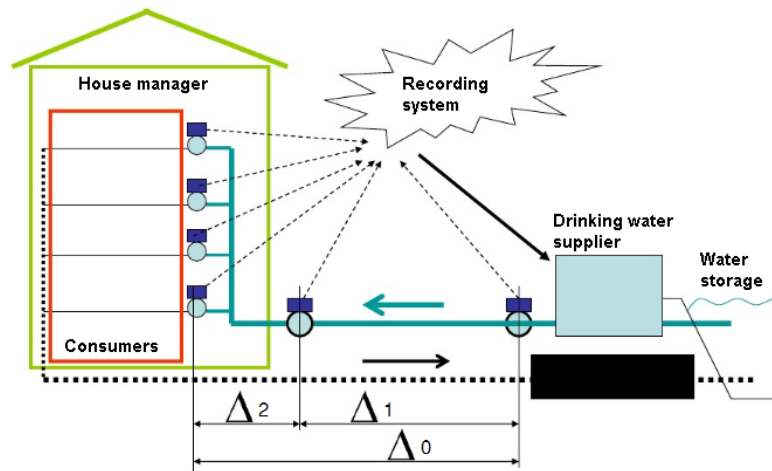 House manager
Recording
system
Drinking water
supplier
Water
storage
Consumers
Δ2
Δ1
Δ0